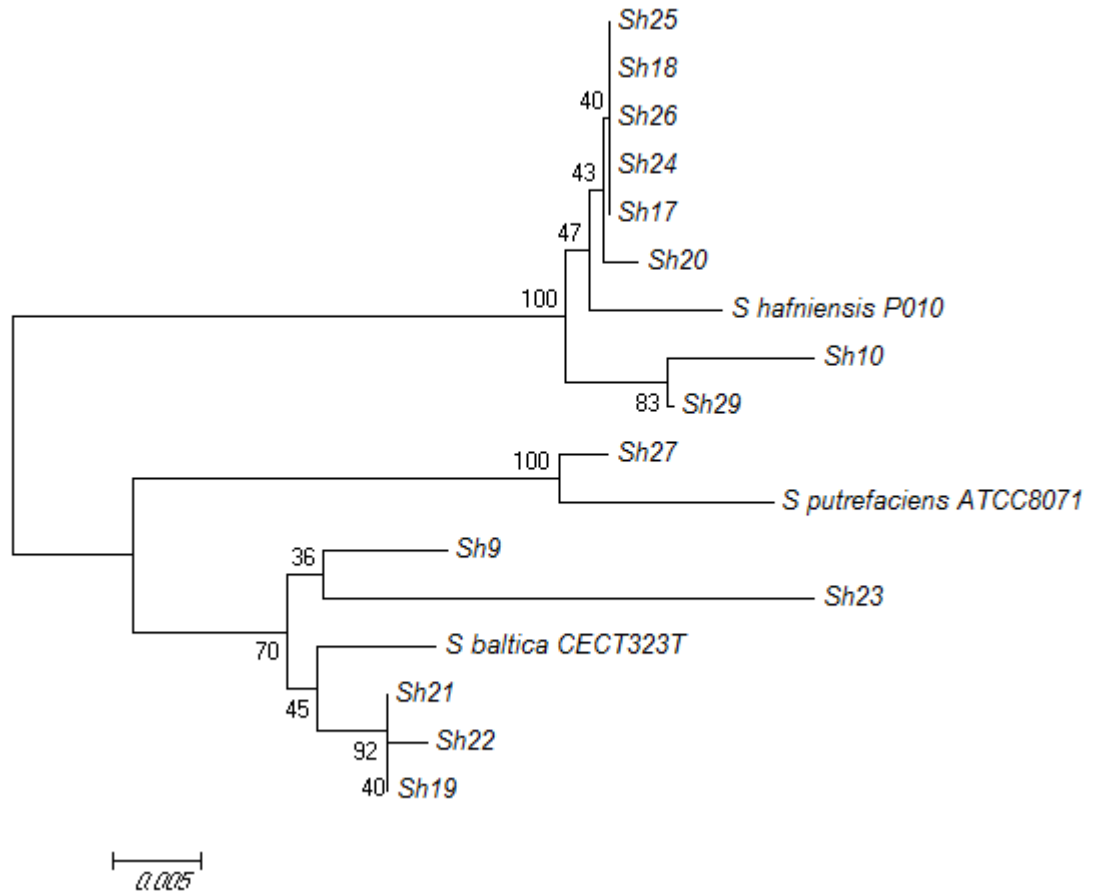 Sh25
Sh18
40
Sh26
Sh24
43
Sh17
47
Sh20
100
S hafniensis P010
Sh10
83
Sh29
100
Sh27
S putrefaciens ATCC8071
36
Sh9
Sh23
70
S baltica CECT323T
45
Sh21
92
Sh22
40
Sh19
0.005